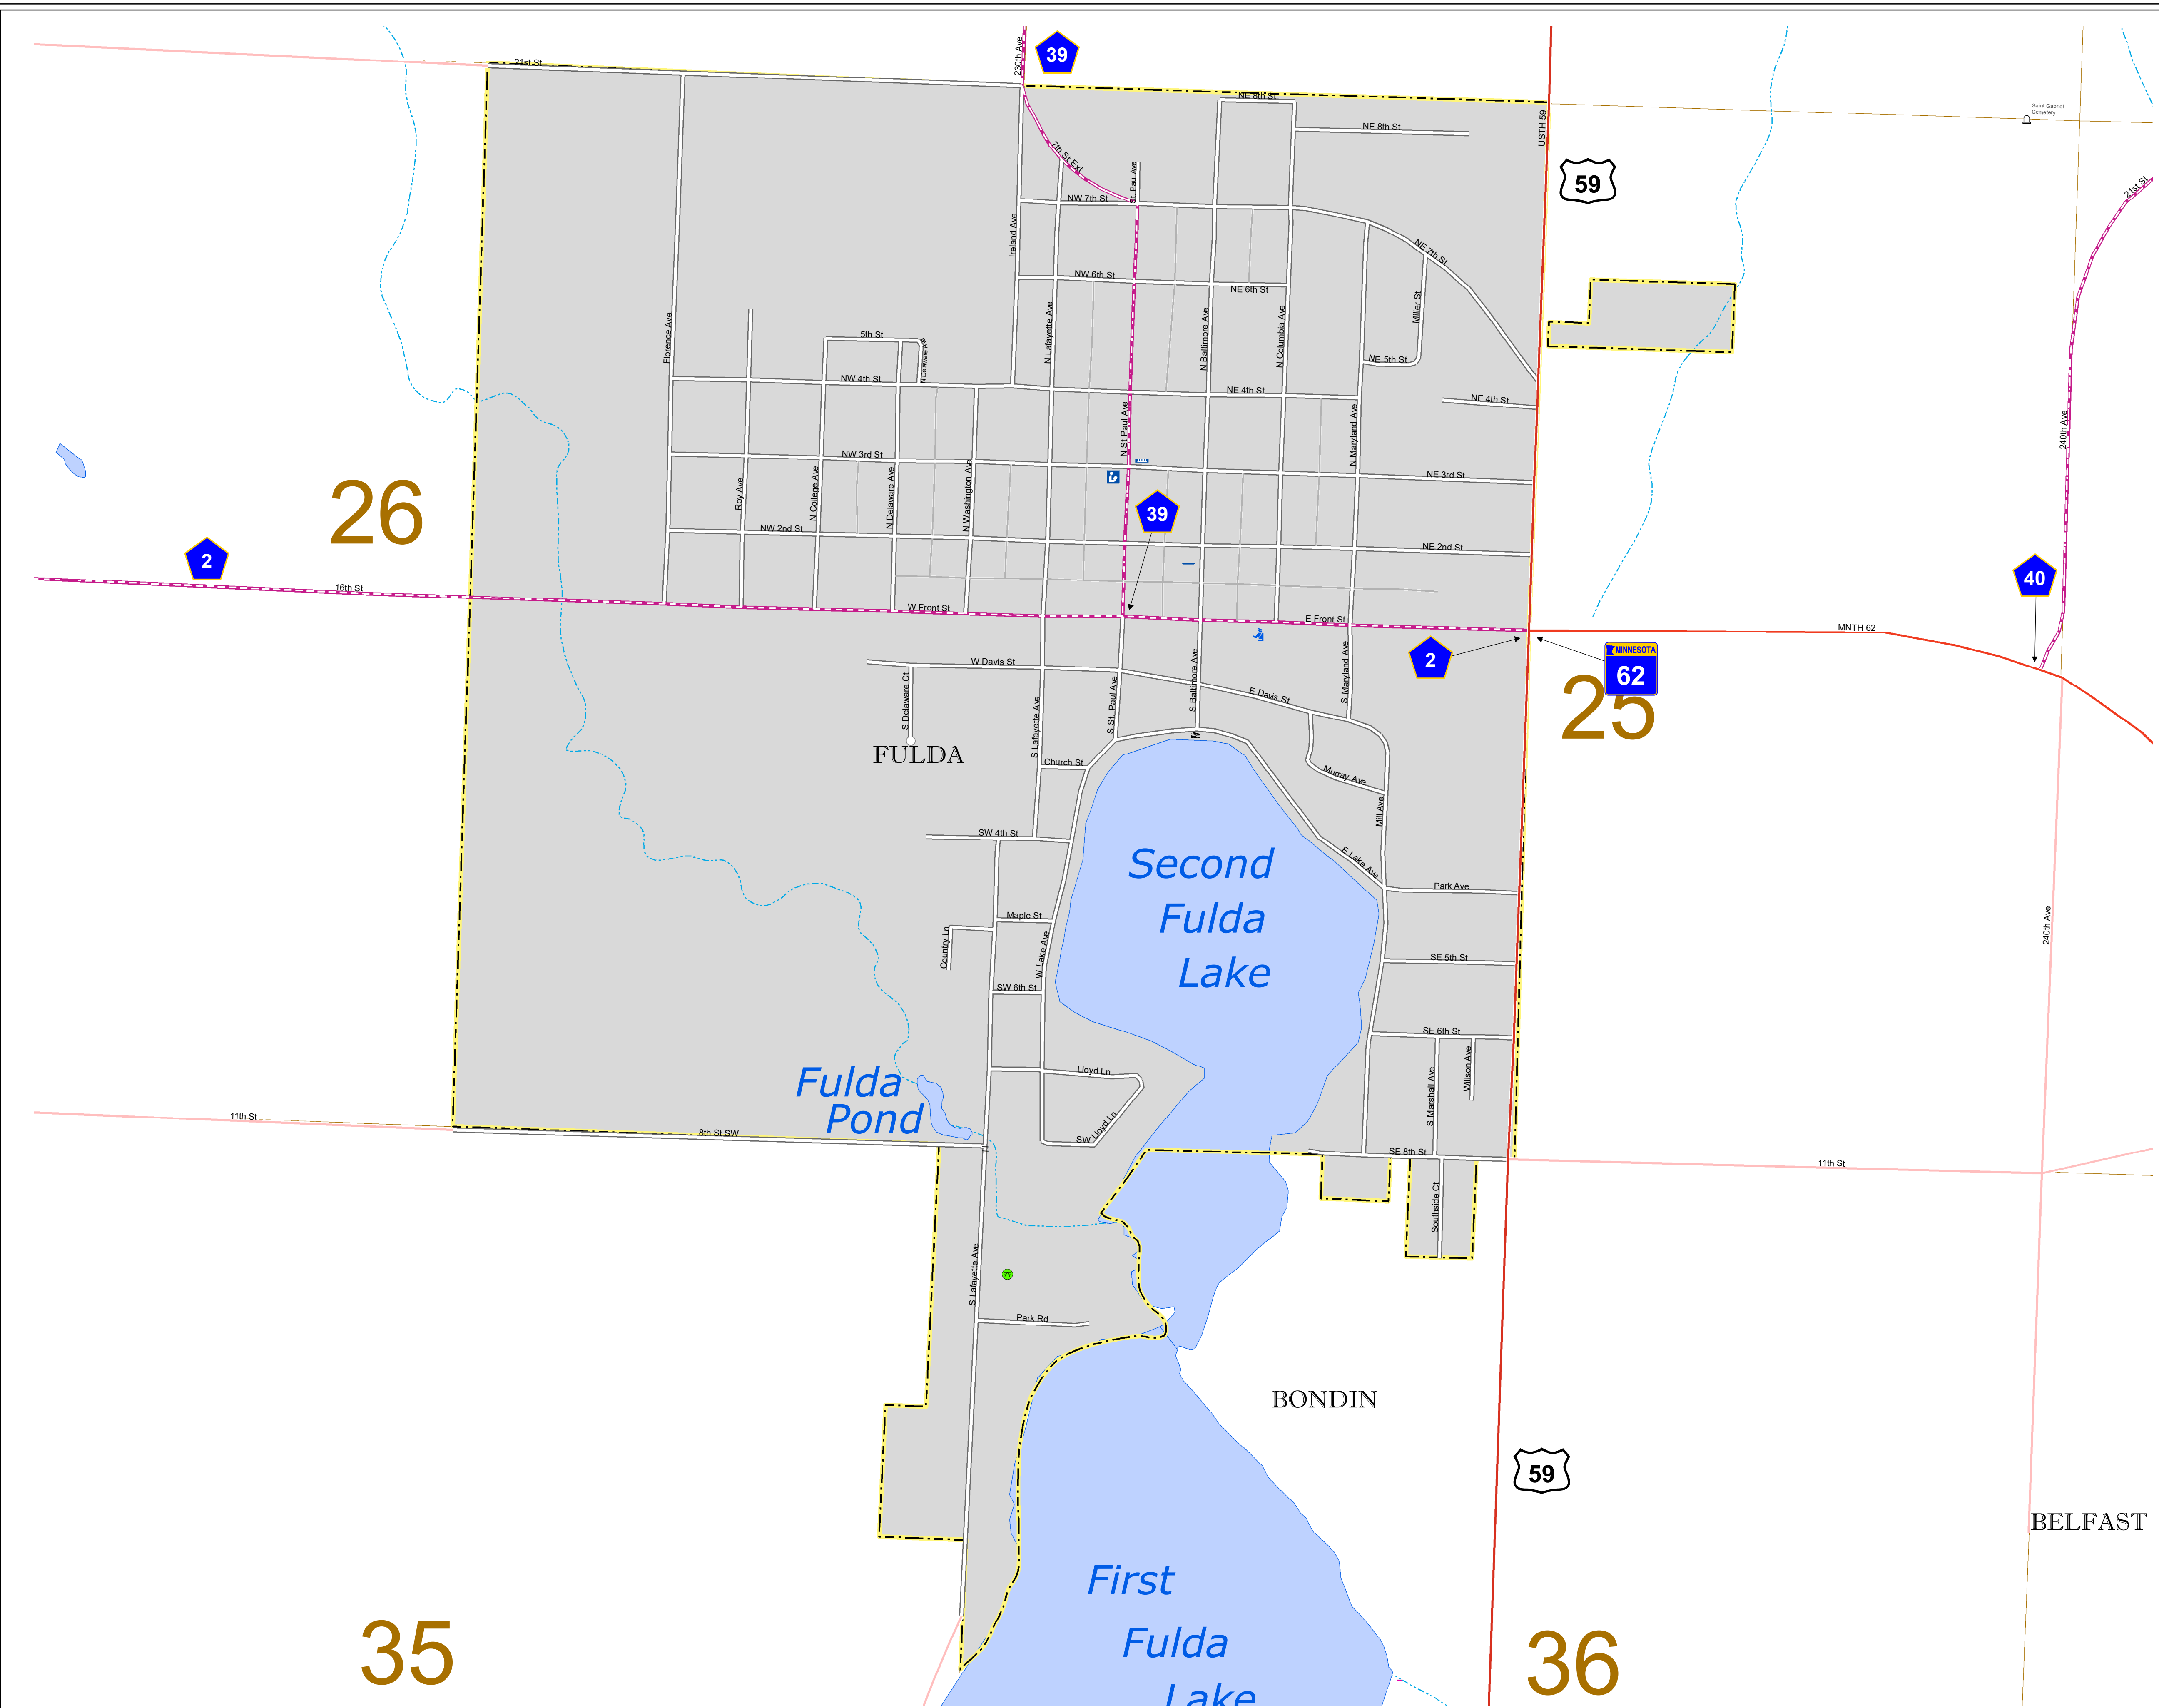 21st St
230th Ave
39
NE 8th St
NE 8th St
USTH 59
59
Saint Gabriel
Cemetery
21st St
7th St Ext
St. Paul Ave
NW 7th St
Ireland Ave
NE 7th St
NW 6th St
NE 6th St
Miller St
Florence Ave
N Lafayette Ave
N Baltimore Ave
N Columbia Ave
5th St
N Delaware Ave
NE 5th St
NW 4th St
NE 4th St
NE 4th St
N St Paul Ave
N Maryland Ave
240th Ave
NW 3rd St
NE 3rd St
Roy Ave
N College Ave
N Delaware Ave
N Washington Ave
26
39
NW 2nd St
NE 2nd St
2
16th St
40
W Front St
E Front St
MNTH 62
2
MINNESOTA
62
25
W Davis St
E Davis St
S Delaware Ct
S Lafayette Ave
S St. Paul Ave
S Baltimore Ave
S Maryland Ave
FULDA
Church St
Murray Ave
Mill Ave
SW 4th St
Second
Fulda
Lake
E Lake Ave
Park Ave
Maple St
Country Ln
W Lake Ave
240th Ave
SE 5th St
SW 6th St
SE 6th St
Fulda
Pond
Lloyd Ln
S Marshall Ave
Willson Ave
11th St
8th St SW
SW Lloyd Ln
SE 8th St
11th St
Southside Ct
S Lafayette Ave
Park Rd
BONDIN
59
BELFAST
First
Fulda
Lake
35
36